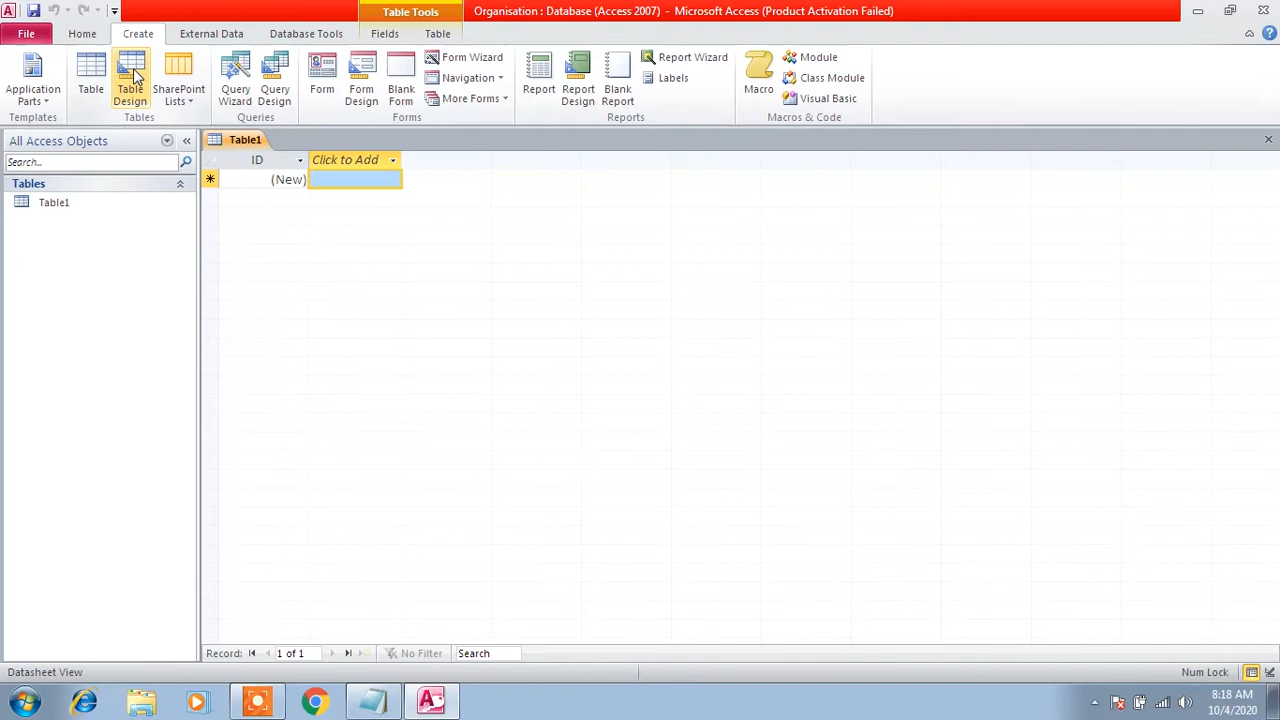 Table Tools
Organisation : Database (Access 2007) - Microsoft Access (Product Activation Failed)
File
Home
Create
External Data
Database Tools
Fields
Table
Application Parts
Table
Table Design
SharePoint Lists
Query Wizard
Query Design
Form
Form Design
Blank Form
Form Wizard
Navigation
More Forms
Report
Report Design
Blank Report
Report Wizard
Labels
Macro
Module
Class Module
Visual Basic
Templates
Tables
Queries
Forms
Reports
Macros & Code
All Access Objects
Search...
Tables
Table1
Table1
ID
Click to Add
(New)
Record:
1 of 1
No Filter
Search
Datasheet View
Num Lock
8:18 AM
10/4/2020